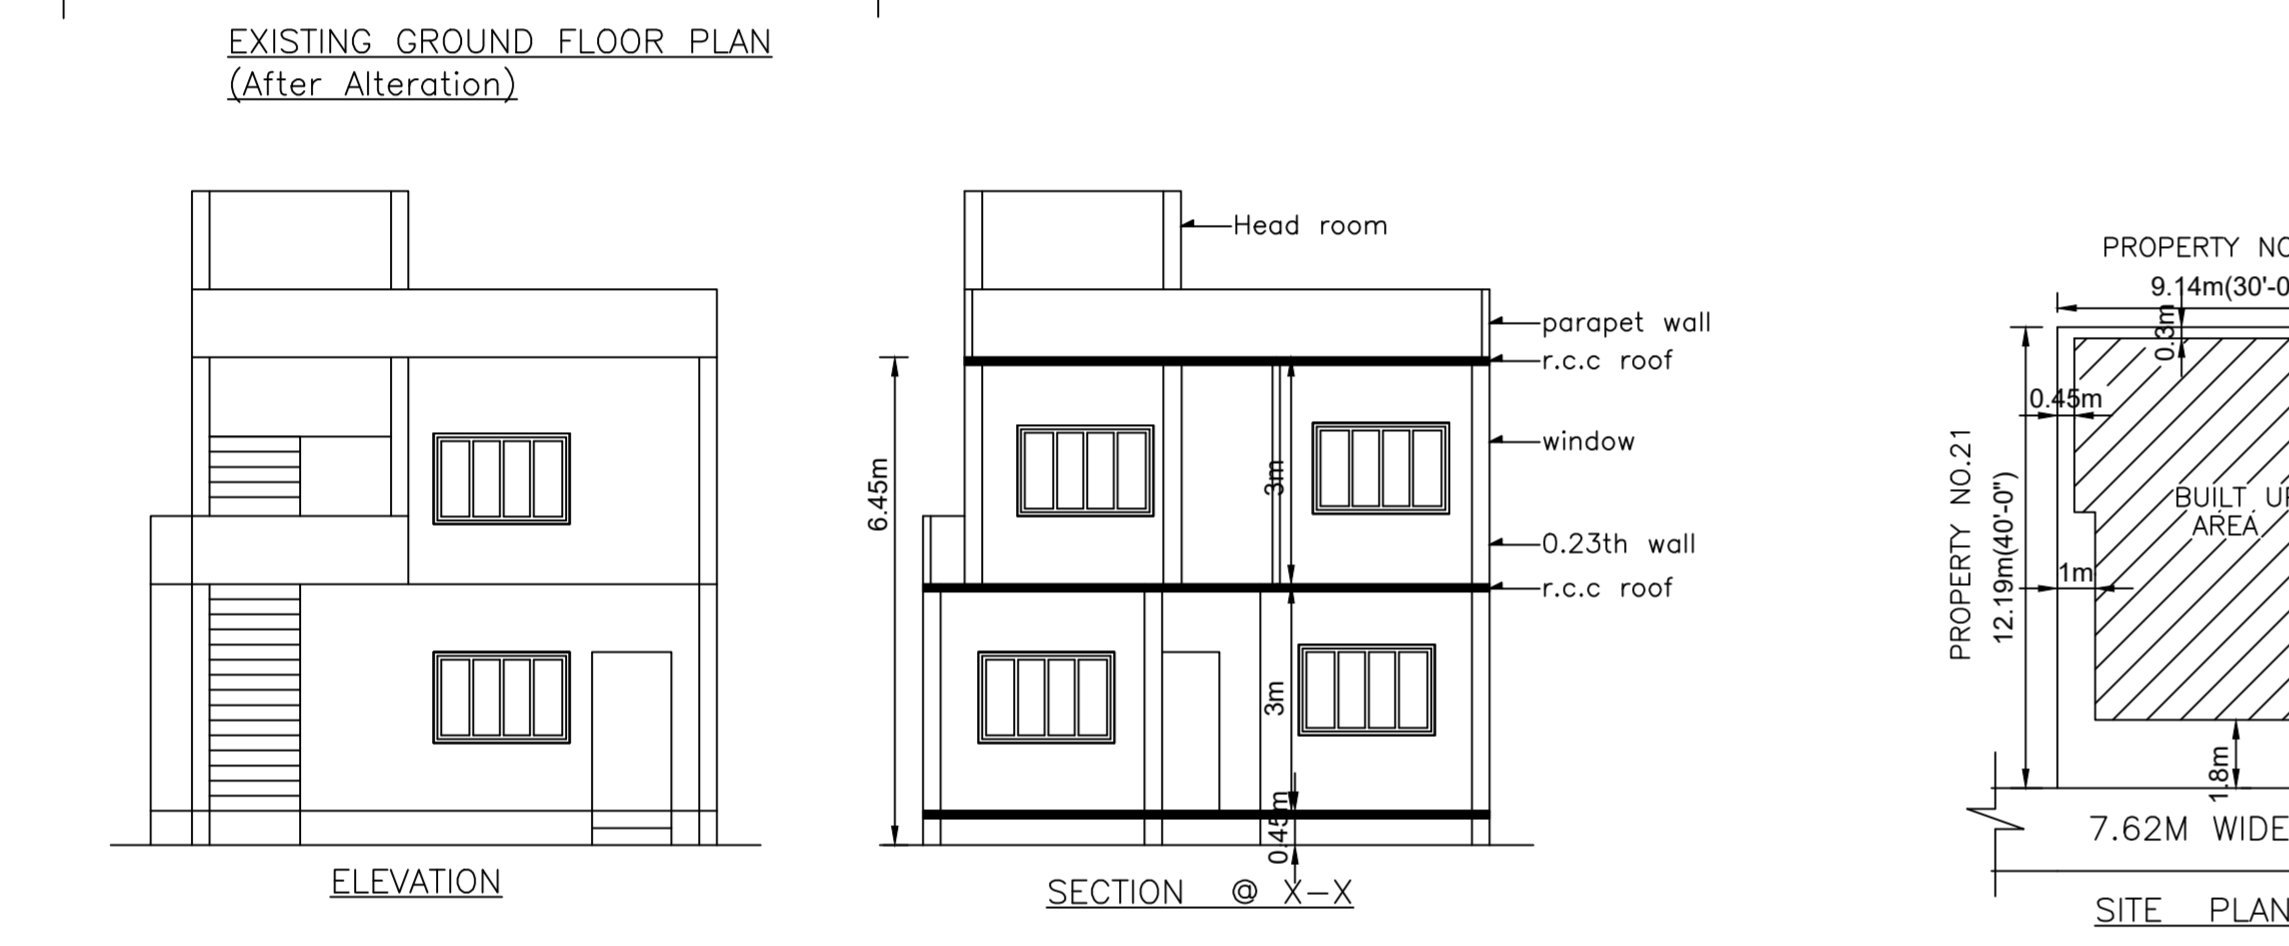 EXISTING GROUND FLOOR PLAN
(After Alteration)
ELEVATION
6.45m
Head room
parapet wall
r.c.c roof
window
3m
0.23th wall
r.c.c roof
3m
0.45m
SECTION @ X-X
PROPERTY NO
9.14m(30'-0
0.3m
0.45m
PROPERTY NO.21
12.19m(40'-0")
BUILT UP
AREA
1m
1.8m
7.62M WIDE
SITE PLAN